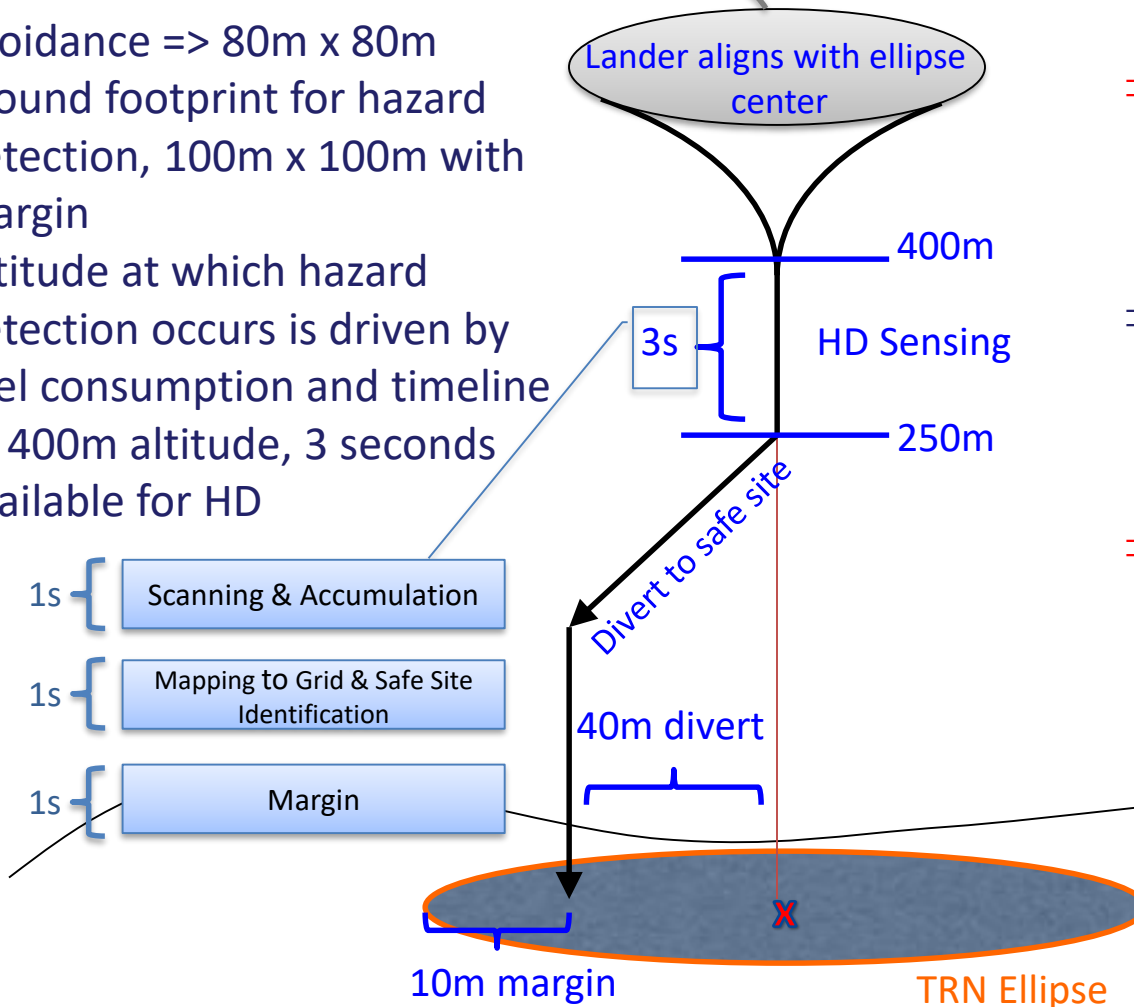 oidance => 80m x 80m
ound footprint for hazard
etection, 100m x 100m with
argin
titude at which hazard
etection occurs is driven by
el consumption and timeline
400m altitude, 3 seconds
ailable for HD
Lander aligns with ellipse
center
400m
3s
HD Sensing
250m
Divert to safe site
1s
Scanning & Accumulation
1s
Mapping to Grid & Safe Site
Identification
40m divert
1s
Margin
X
10m margin
TRN Ellipse